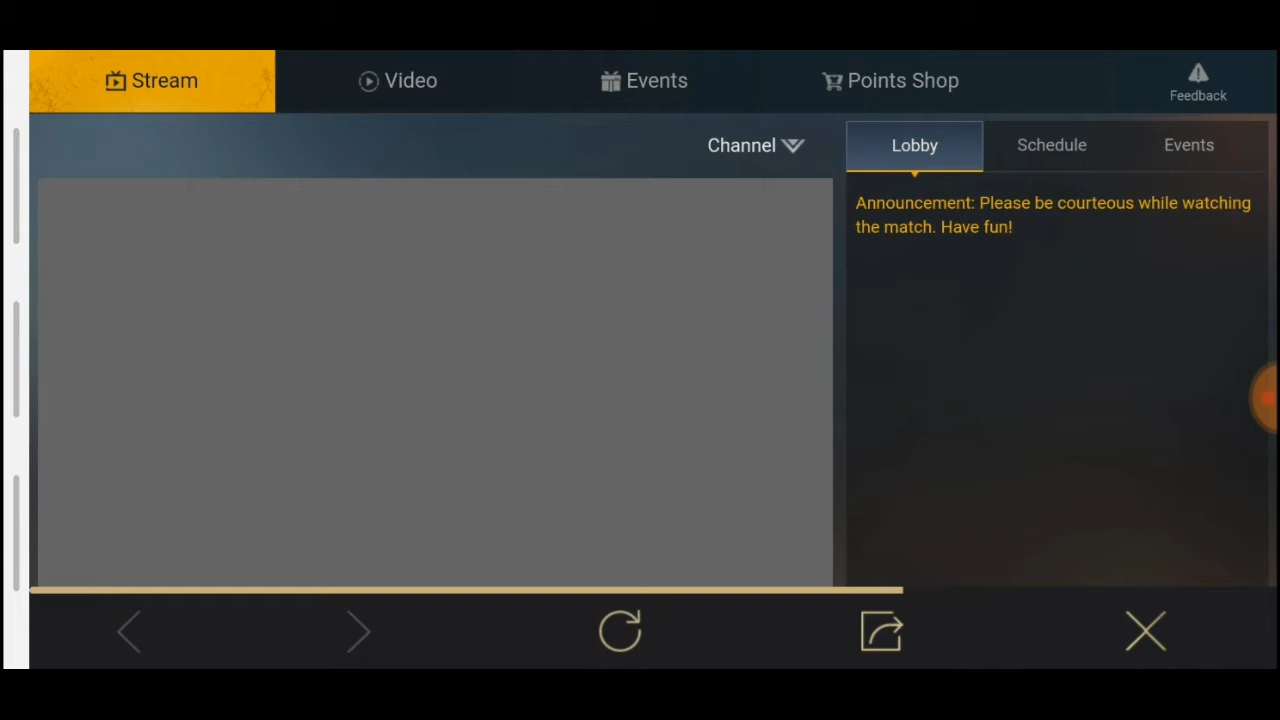 Stream
Video
Events
Points Shop
Feedback
Channel
Lobby
Schedule
Events
Announcement: Please be courteous while watching
the match. Have fun!